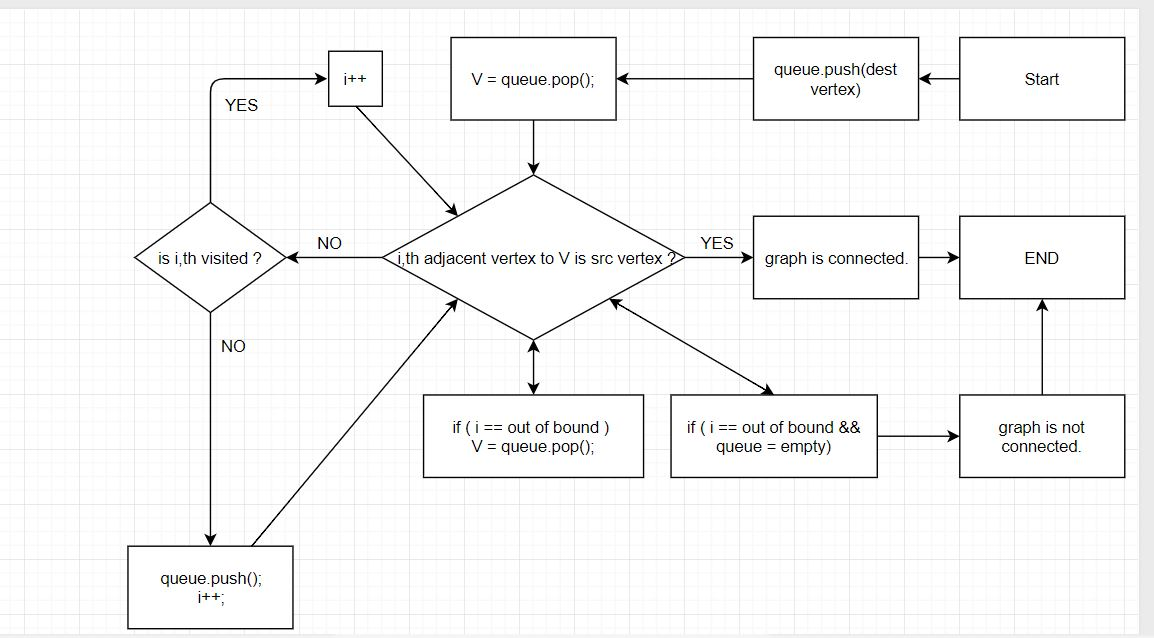 i++
V = queue.pop();
queue.push(dest
vertex)
Start
YES
is i,th visited ?
NO
i,th adjacent vertex to V is src vertex ?
YES
graph is connected.
END
NO
if ( i == out of bound )
V = queue.pop();
if ( i == out of bound &&
queue = empty)
graph is not
connected.
queue.push();
i++;